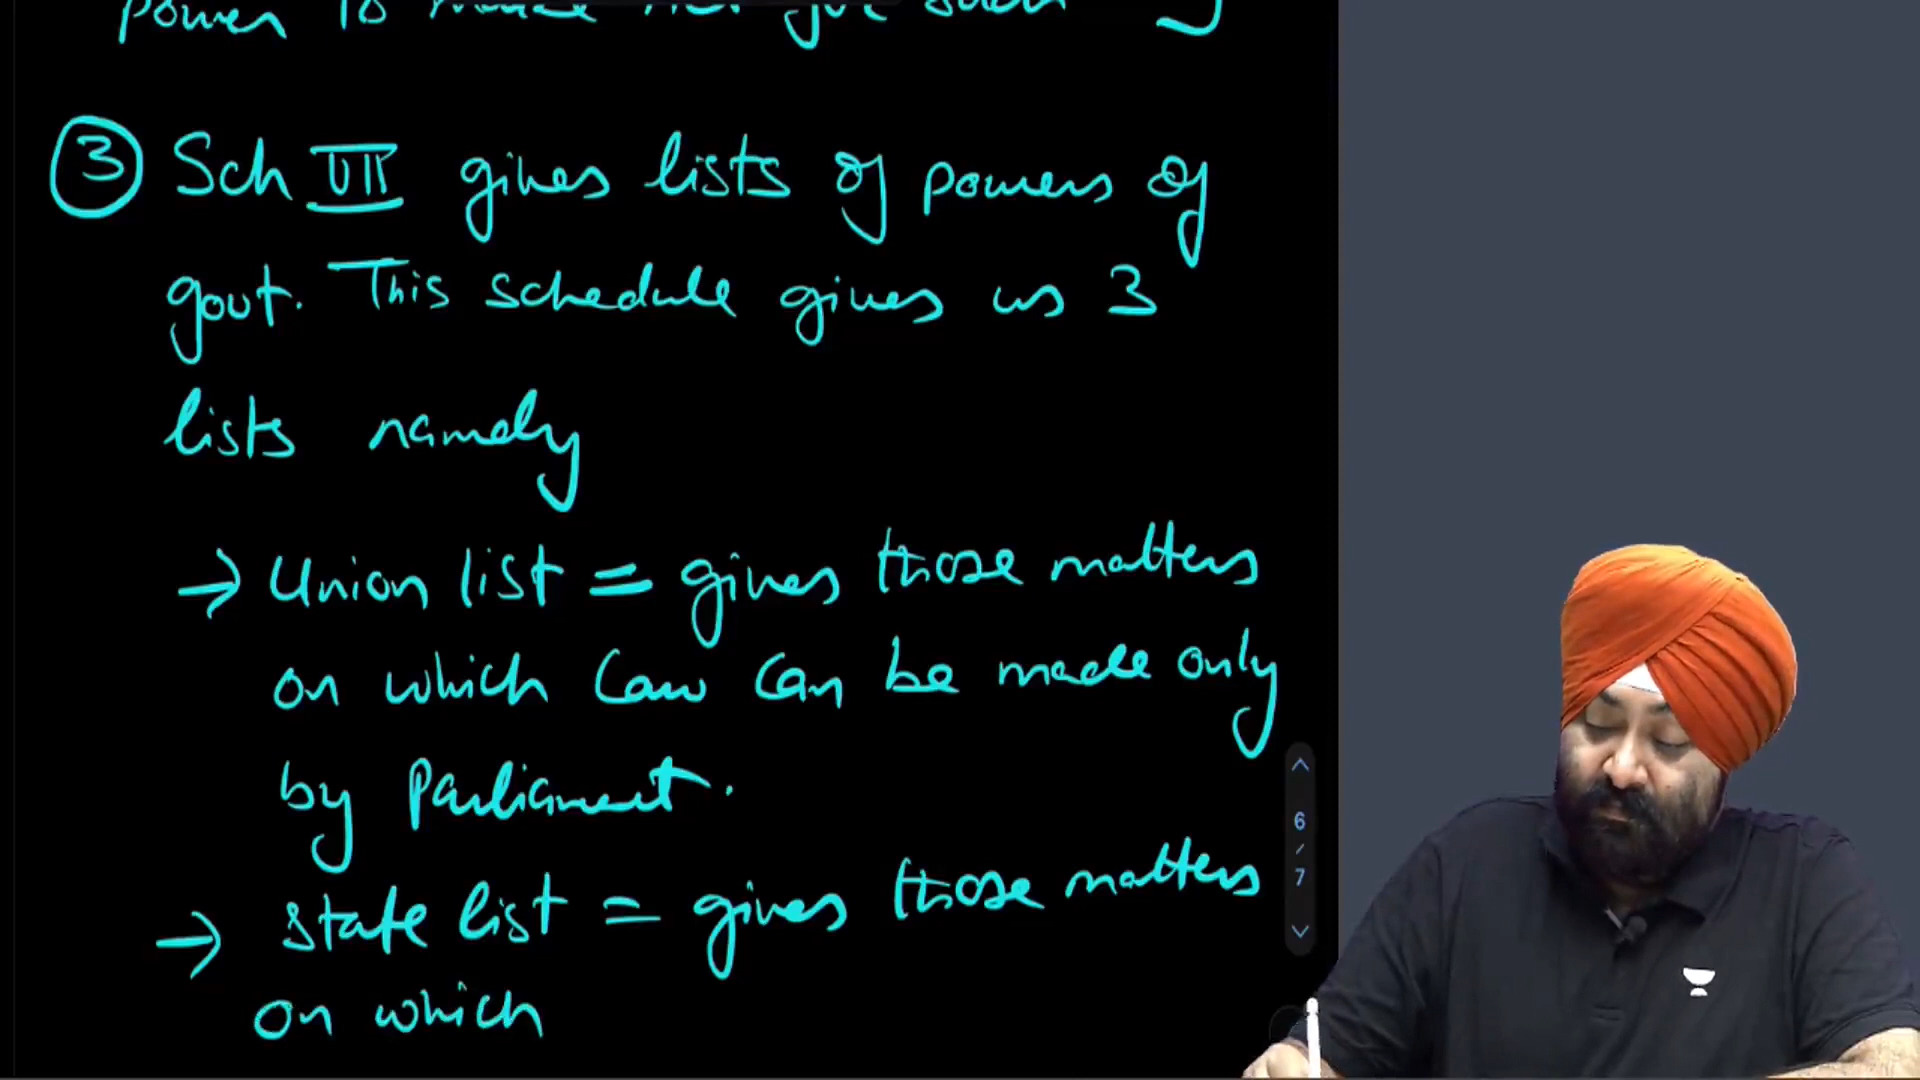 power to
③ Sch VII gives lists of powers of
govt. This schedule gives us 3
lists namely
→ Union list = gives those matters
on which Law can be made only
by Parliament.
→ State list = gives those matters
on which
6
/
7